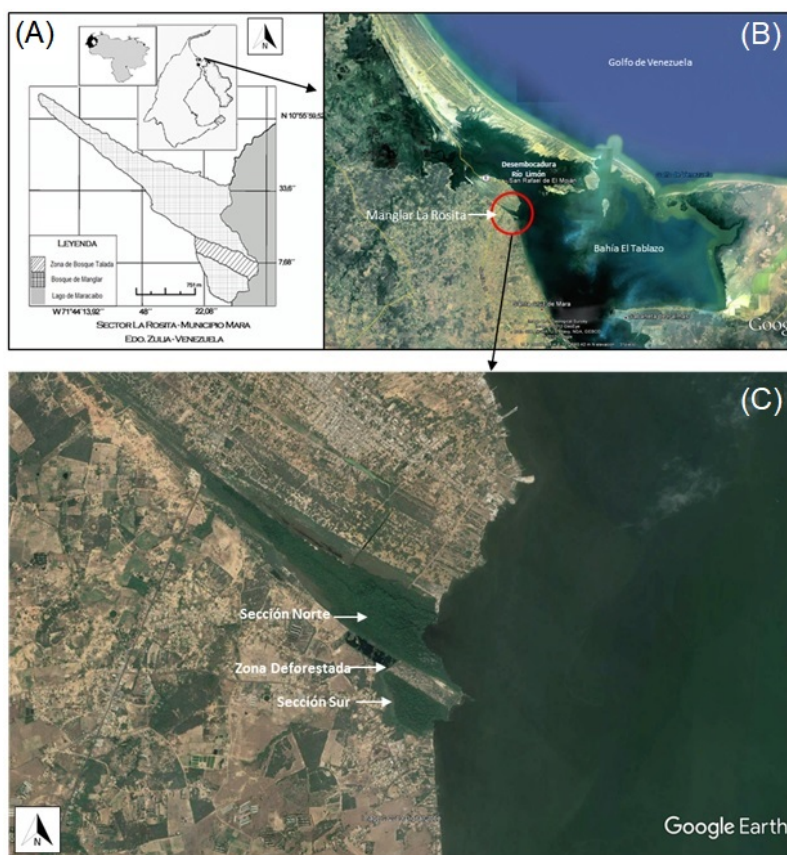 (A)
N
N 10°55'59,52"
33,6''
7,68''
LEYENDA
Zona de Bosque Talada
Bosque de Manglar
Lago de Maracaibo
751 m
W 71°44'13,92''
48''
22,08''
SECTOR LA ROSITA-MUNICIPIO MARA
EDO. ZULIA-VENEZUELA
(B)
Golfo de Venezuela
Desembocadura
Río Limón
San Rafael de El Moján
Manglar La Rosita
Bahía El Tablazo
de Mara
Goog
(C)
Sección Norte
Zona Deforestada
Sección Sur
N
Google Earth